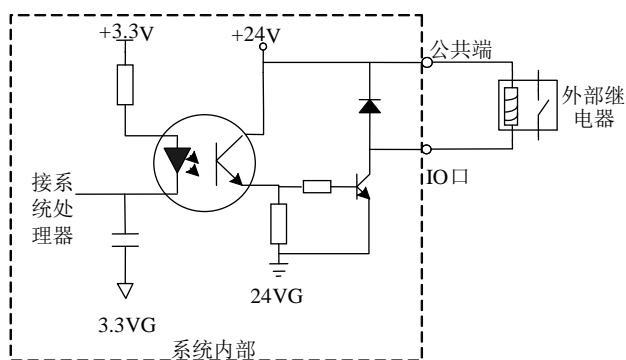 +3.3V
+24V
公共端
外部继
电器
接系
统处
理器
IO口
24VG
3.3VG
系统内部